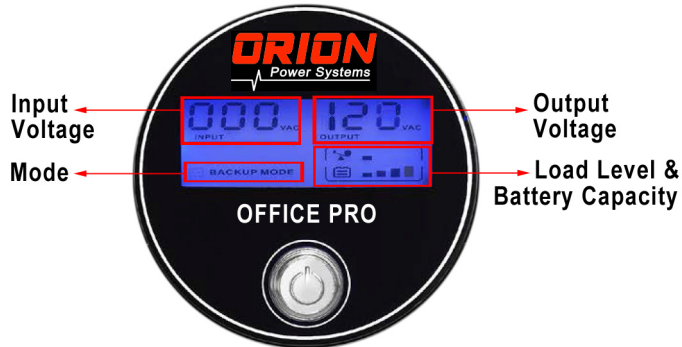 ORION
Power Systems
Input
Voltage
000 VAC
INPUT
120 VAC
OUTPUT
Output
Voltage
Mode
BACKUP MODE
Load Level &
Battery Capacity
OFFICE PRO